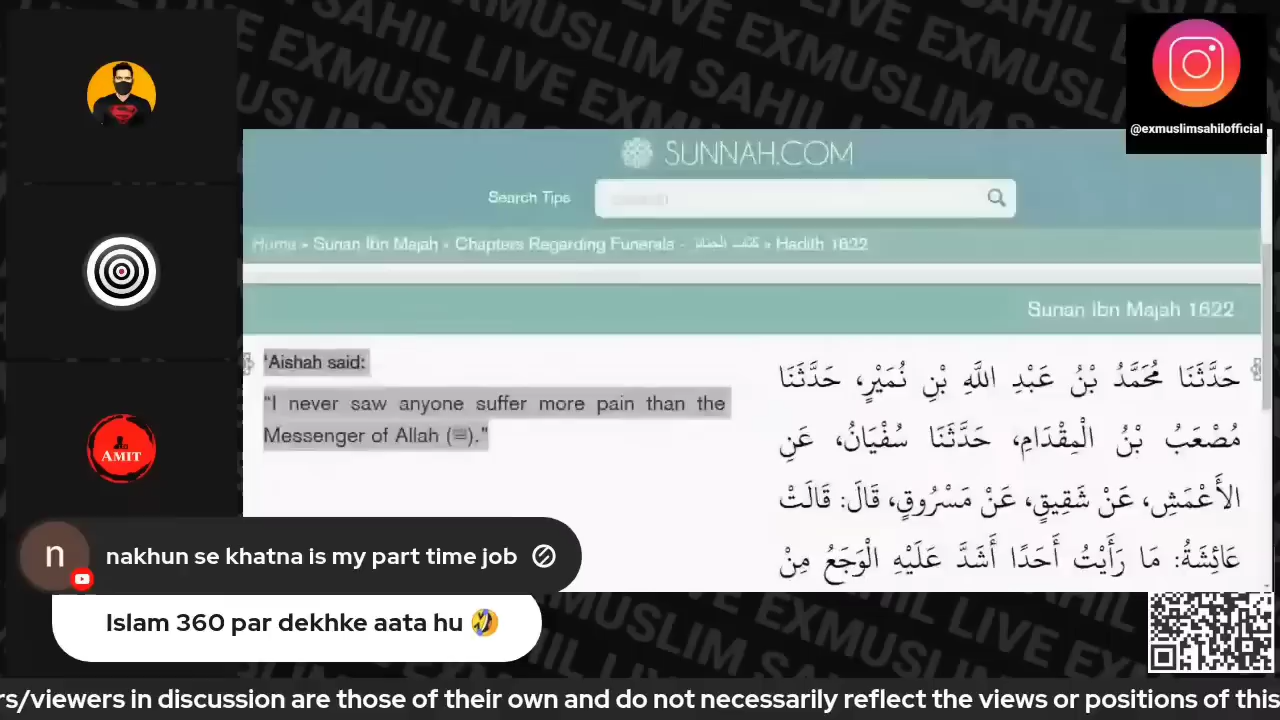 @exmuslimsahilofficial
SUNNAH.COM
Search Tips
Search
Home » Sunan Ibn Majah » Chapters Regarding Funerals - كتاب الجنائز » Hadith 1622
Sunan Ibn Majah 1622
'Aishah said:
"I never saw anyone suffer more pain than the
Messenger of Allah (ﷺ)."
حَدَّثَنَا مُحَمَّدُ بْنُ عَبْدِ اللَّهِ بْنِ نُمَيْرٍ، حَدَّثَنَا
مُصْعَبُ بْنُ الْمِقْدَامِ، حَدَّثَنَا سُفْيَانُ، عَنِ
الأَعْمَشِ، عَنْ شَقِيقٍ، عَنْ مَسْرُوقٍ، قَالَ: قَالَتْ
عَائِشَةُ: مَا رَأَيْتُ أَحَدًا أَشَدَّ عَلَيْهِ الْوَجَعُ مِنْ
AMIT
n
nakhun se khatna is my part time job
Islam 360 par dekhke aata hu 🤣
rs/viewers in discussion are those of their own and do not necessarily reflect the views or positions of this